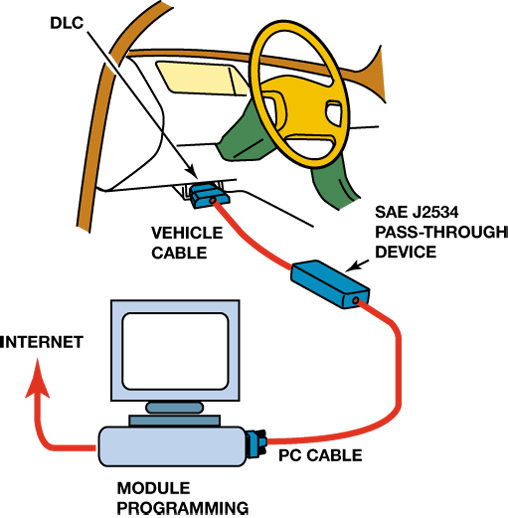 DLC
VEHICLE
CABLE
SAE J2534
PASS-THROUGH
DEVICE
INTERNET
PC CABLE
MODULE
PROGRAMMING